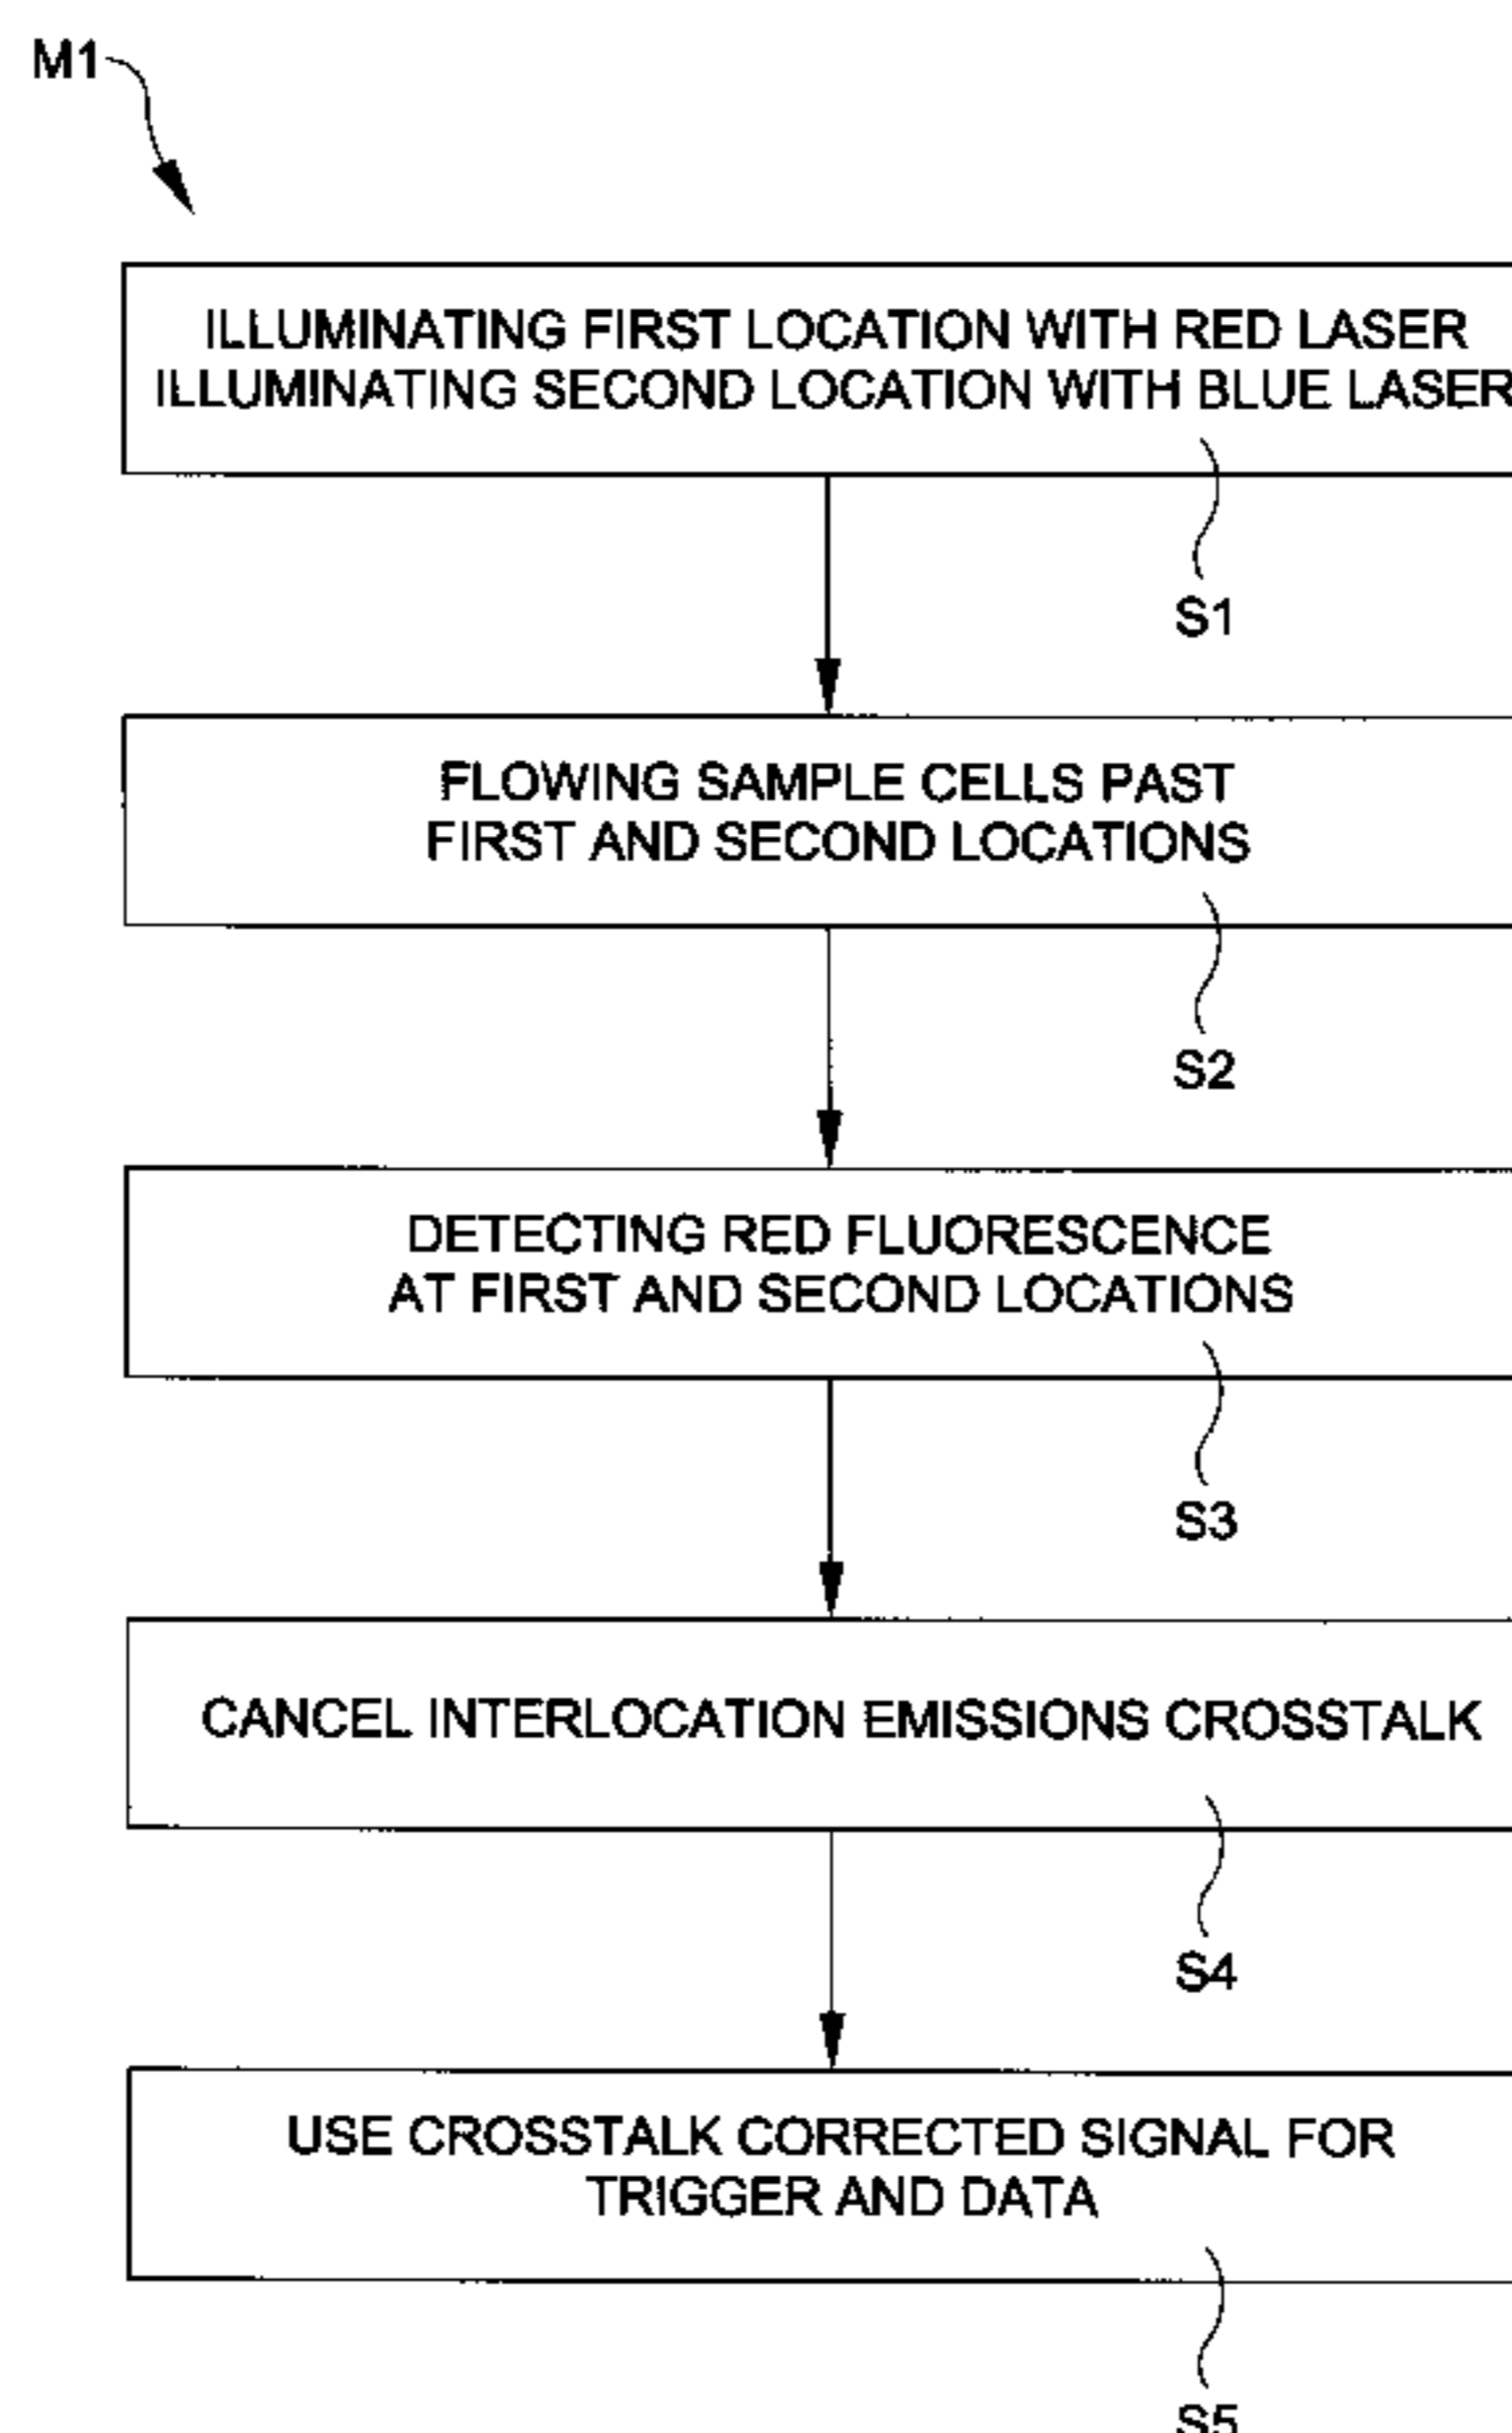 M1
ILLUMINATING FIRST LOCATION WITH RED LASER
ILLUMINATING SECOND LOCATION WITH BLUE LASER
S1
FLOWING SAMPLE CELLS PAST
FIRST AND SECOND LOCATIONS
S2
DETECTING RED FLUORESCENCE
AT FIRST AND SECOND LOCATIONS
S3
CANCEL INTERLOCATION EMISSIONS CROSSTALK
S4
USE CROSSTALK CORRECTED SIGNAL FOR
TRIGGER AND DATA
S5